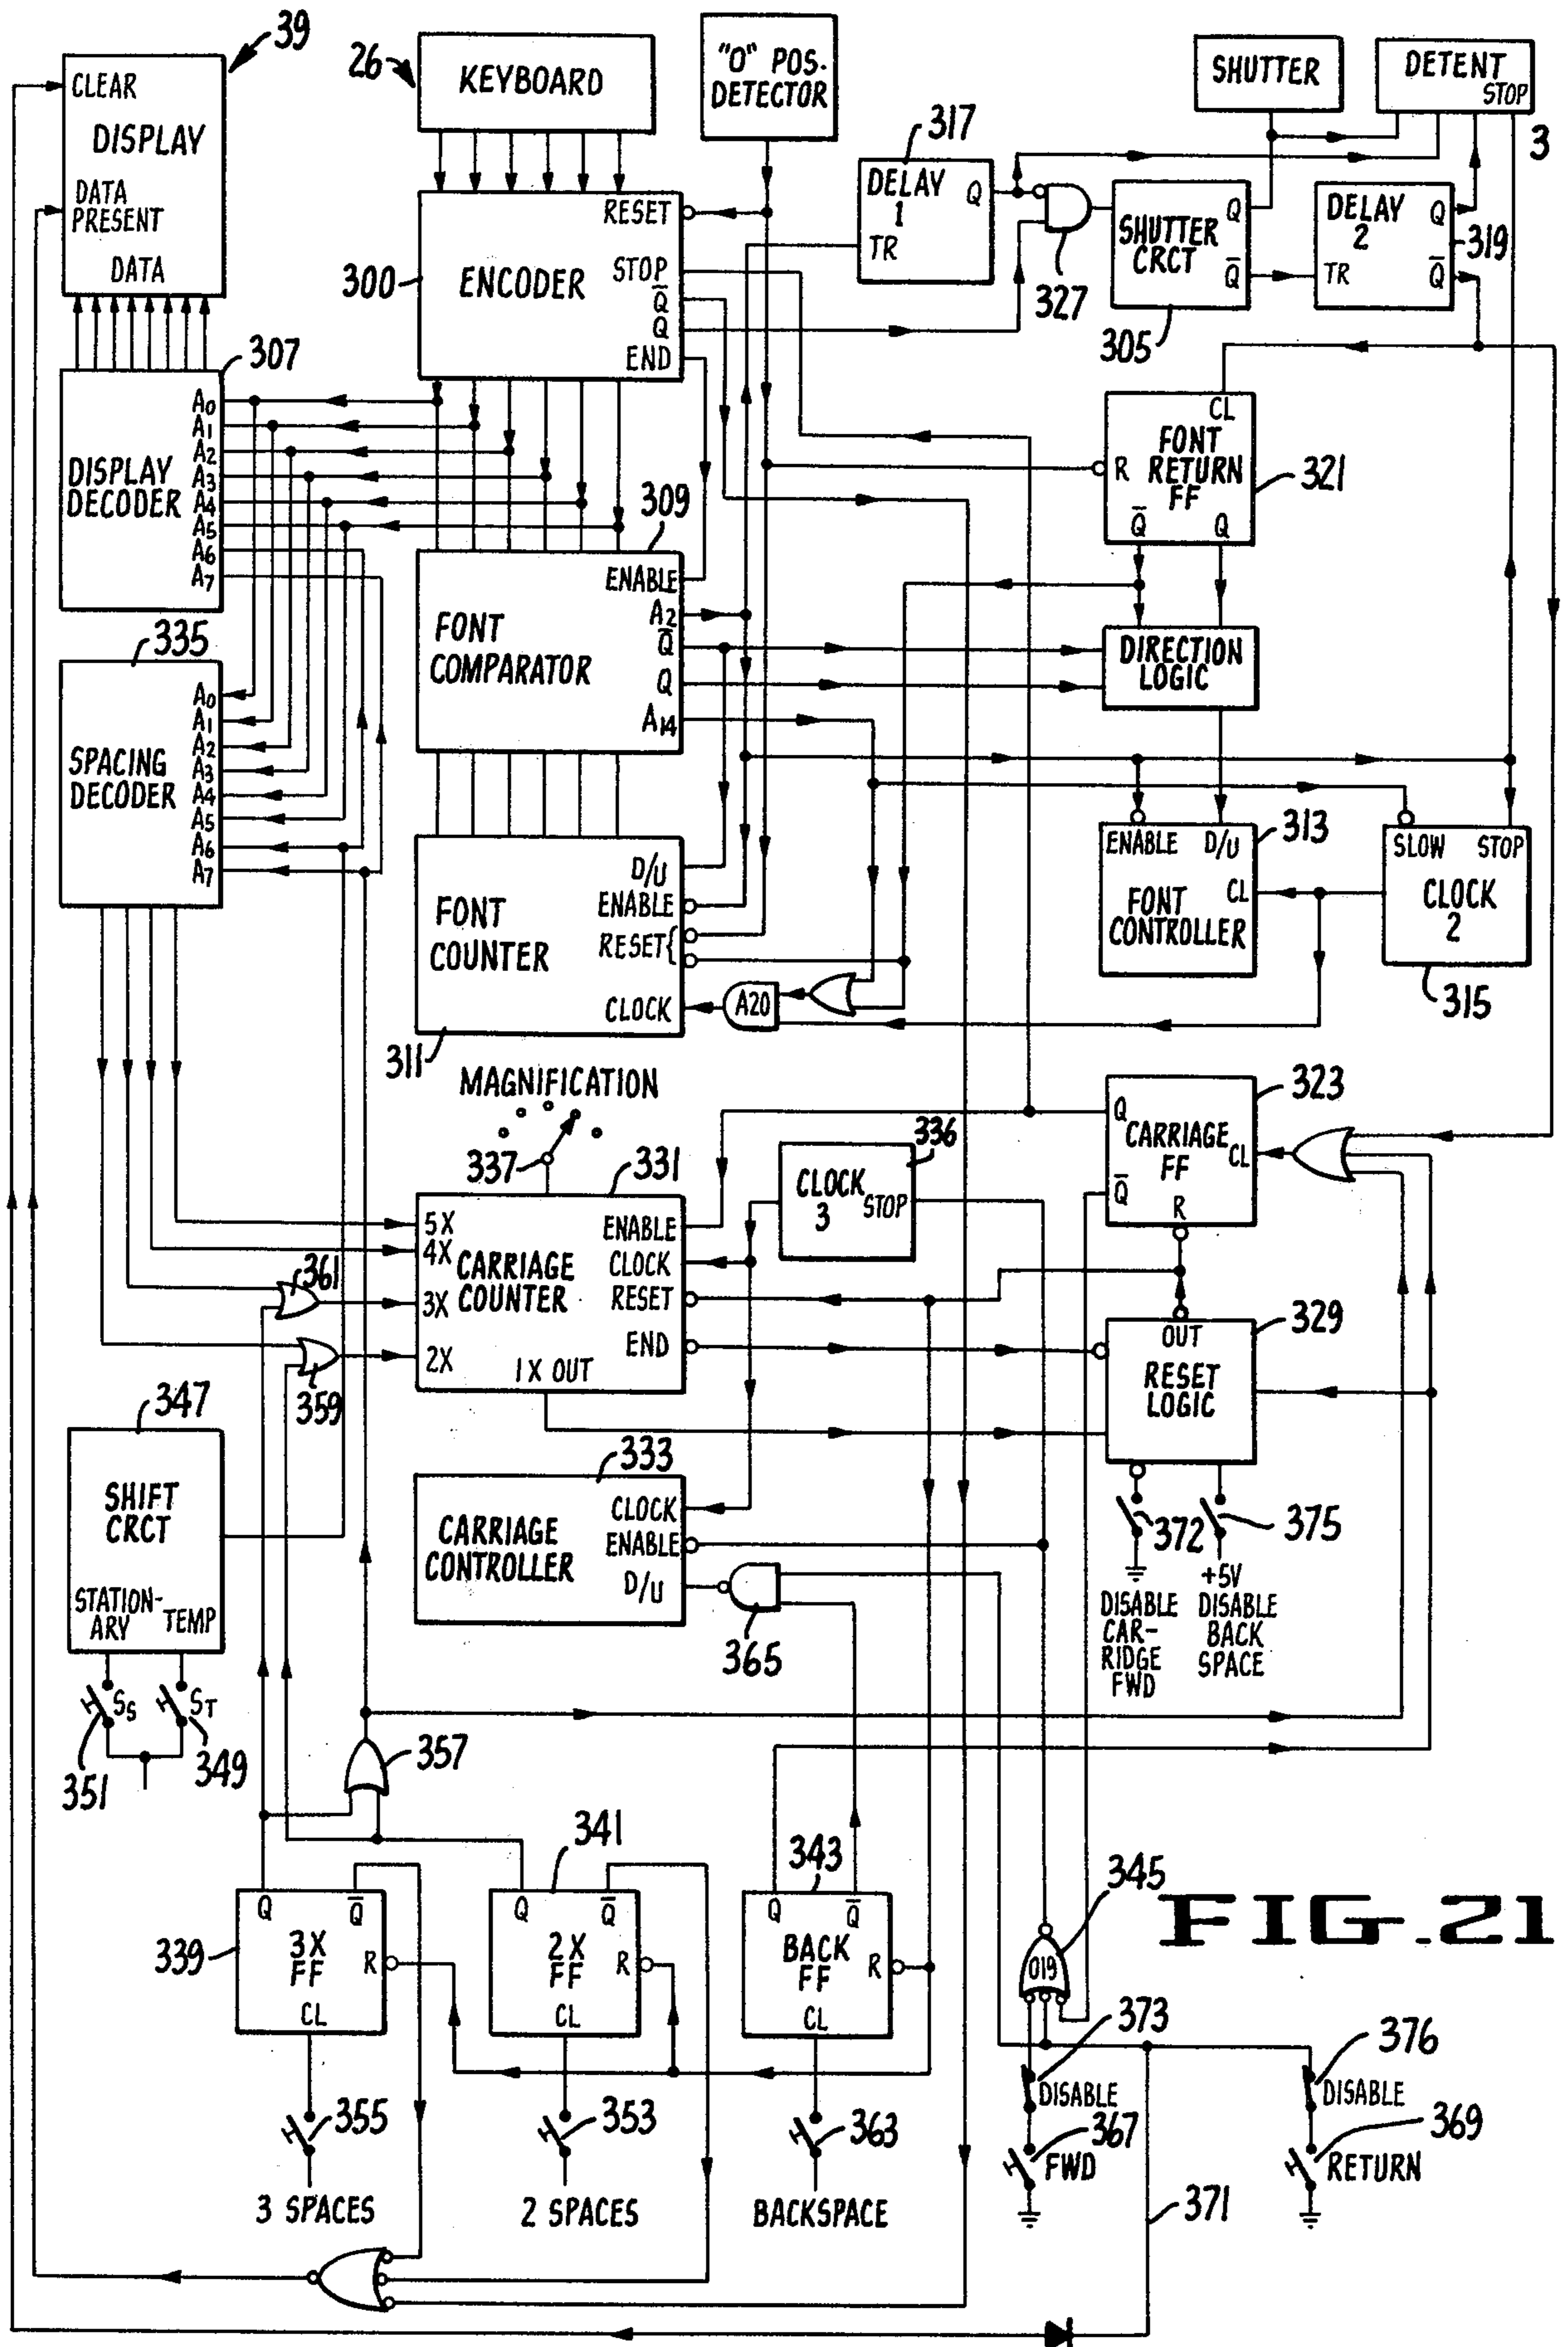 39
CLEAR
DISPLAY
DATA
PRESENT
DATA
26
KEYBOARD
"O" POS.
DETECTOR
SHUTTER
DETENT
STOP
3
317
DELAY
1
Q
TR
327
SHUTTER
CRCT
Q
Q̅
305
DELAY
2
Q
TR
Q̅
319
300
ENCODER
RESET
STOP
Q̅
Q
END
307
DISPLAY
DECODER
A0
A1
A2
A3
A4
A5
A6
A7
CL
FONT
RETURN
FF
R
Q̅
Q
321
309
FONT
COMPARATOR
ENABLE
A2
Q̅
Q
A14
DIRECTION
LOGIC
335
SPACING
DECODER
A0
A1
A2
A3
A4
A5
A6
A7
FONT
COUNTER
D/U
ENABLE
RESET{
CLOCK
311
A20
313
ENABLE D/U
CL
FONT
CONTROLLER
SLOW STOP
CLOCK
2
315
MAGNIFICATION
337
331
5X
4X
3X
2X
CARRIAGE
COUNTER
ENABLE
CLOCK
RESET
END
1X OUT
336
CLOCK
3
STOP
323
Q
CARRIAGE
FF
CL
Q̅
R
361
359
329
OUT
RESET
LOGIC
372
375
DISABLE
CAR-
RIDGE
FWD
+5V
DISABLE
BACK
SPACE
347
SHIFT
CRCT
STATION-
ARY
TEMP
SS
ST
351
349
333
CARRIAGE
CONTROLLER
CLOCK
ENABLE
D/U
365
357
339
Q
Q̅
3X
FF
R
CL
341
Q
Q̅
2X
FF
R
CL
343
Q
Q̅
BACK
FF
R
CL
345
019
FIG. 21
373
DISABLE
376
DISABLE
355
3 SPACES
353
2 SPACES
363
BACKSPACE
367
FWD
369
RETURN
371